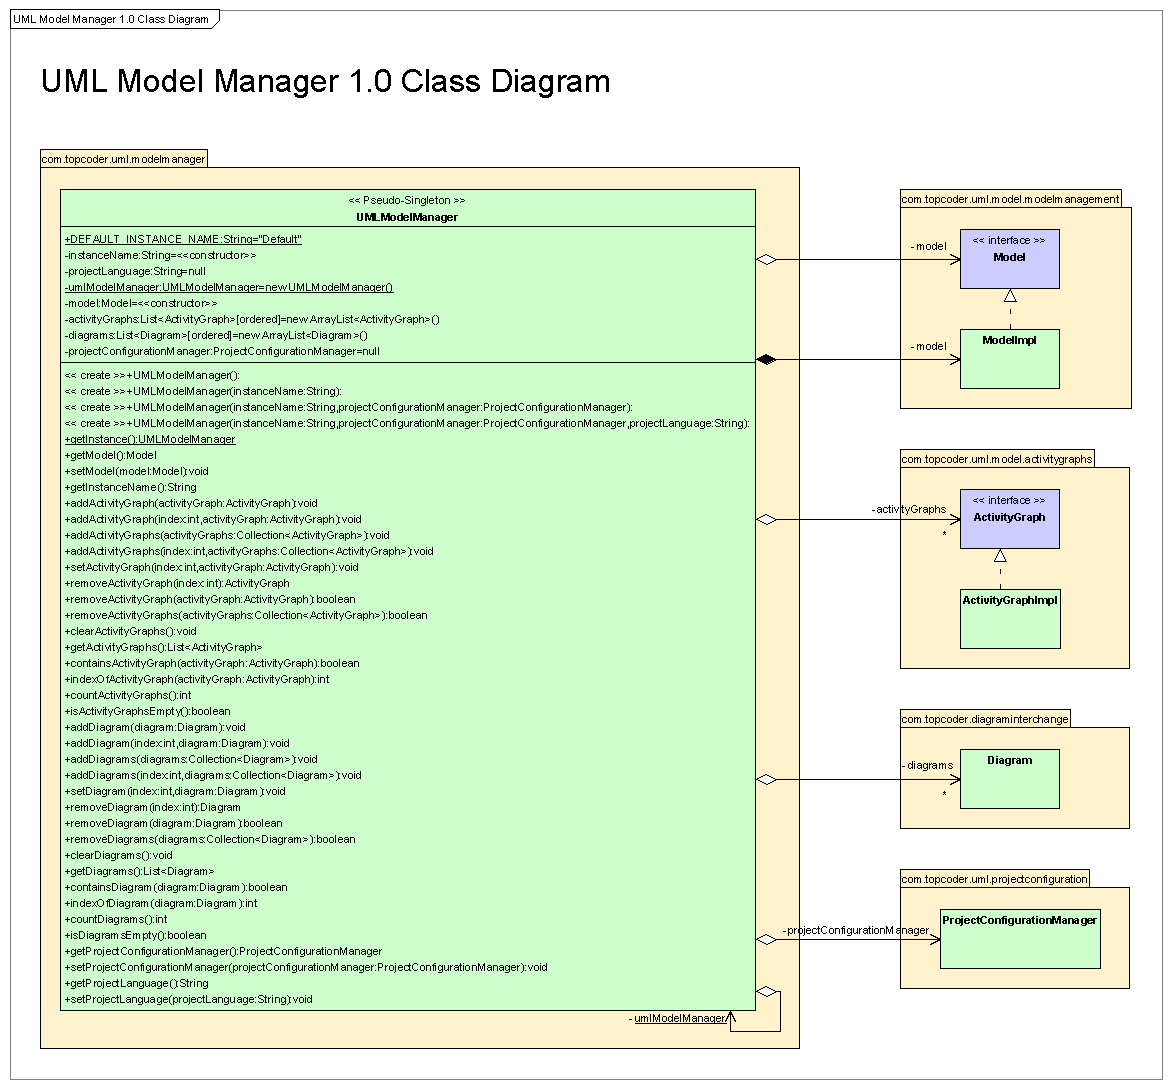 UML Model Manager 1.0 Class Diagram
UML Model Manager 1.0 Class Diagram
com.topcoder.uml.modelmanager
<< Pseudo-Singleton >>
UMLModelManager
+DEFAULT_INSTANCE_NAME:String="Default"
-instanceName:String=<<constructor>>
-projectLanguage:String=null
-umlModelManager:UMLModelManager=new UMLModelManager()
-model:Model=<<constructor>>
-activityGraphs:List<ActivityGraph>[ordered]=new ArrayList<ActivityGraph>()
-diagrams:List<Diagram>[ordered]=new ArrayList<Diagram>()
-projectConfigurationManager:ProjectConfigurationManager=null
<< create >>+UMLModelManager():
<< create >>+UMLModelManager(instanceName:String):
<< create >>+UMLModelManager(instanceName:String,projectConfigurationManager:ProjectConfigurationManager):
<< create >>+UMLModelManager(instanceName:String,projectConfigurationManager:ProjectConfigurationManager,projectLanguage:String):
+getInstance():UMLModelManager
+getModel():Model
+setModel(model:Model):void
+getInstanceName():String
+addActivityGraph(activityGraph:ActivityGraph):void
+addActivityGraph(index:int,activityGraph:ActivityGraph):void
+addActivityGraphs(activityGraphs:Collection<ActivityGraph>):void
+addActivityGraphs(index:int,activityGraphs:Collection<ActivityGraph>):void
+setActivityGraph(index:int,activityGraph:ActivityGraph):void
+removeActivityGraph(index:int):ActivityGraph
+removeActivityGraph(activityGraph:ActivityGraph):boolean
+removeActivityGraphs(activityGraphs:Collection<ActivityGraph>):boolean
+clearActivityGraphs():void
+getActivityGraphs():List<ActivityGraph>
+containsActivityGraph(activityGraph:ActivityGraph):boolean
+indexOfActivityGraph(activityGraph:ActivityGraph):int
+countActivityGraphs():int
+isActivityGraphsEmpty():boolean
+addDiagram(diagram:Diagram):void
+addDiagram(index:int,diagram:Diagram):void
+addDiagrams(diagrams:Collection<Diagram>):void
+addDiagrams(index:int,diagrams:Collection<Diagram>):void
+setDiagram(index:int,diagram:Diagram):void
+removeDiagram(index:int):Diagram
+removeDiagram(diagram:Diagram):boolean
+removeDiagrams(diagrams:Collection<Diagram>):boolean
+clearDiagrams():void
+getDiagrams():List<Diagram>
+containsDiagram(diagram:Diagram):boolean
+indexOfDiagram(diagram:Diagram):int
+countDiagrams():int
+isDiagramsEmpty():boolean
+getProjectConfigurationManager():ProjectConfigurationManager
+setProjectConfigurationManager(projectConfigurationManager:ProjectConfigurationManager):void
+getProjectLanguage():String
+setProjectLanguage(projectLanguage:String):void
-umlModelManager
com.topcoder.uml.model.modelmanagement
-model
<< interface >>
Model
-model
ModelImpl
com.topcoder.uml.model.activitygraphs
-activityGraphs
*
<< interface >>
ActivityGraph
ActivityGraphImpl
com.topcoder.diagraminterchange
-diagrams
*
Diagram
com.topcoder.uml.projectconfiguration
-projectConfigurationManager
ProjectConfigurationManager